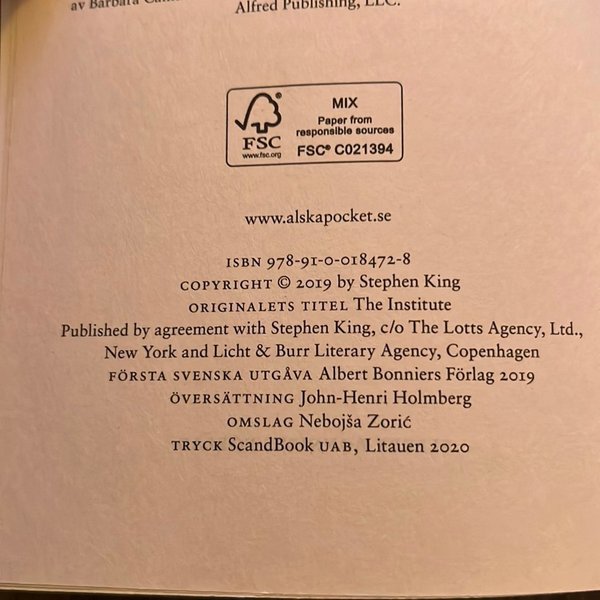 av Barbara
Alfred Publishing, LLC.
FSC®
www.fsc.org
MIX
Paper from
responsible sources
FSC® C021394
www.alskapocket.se
ISBN 978-91-0-018472-8
COPYRIGHT © 2019 by Stephen King
ORIGINALETS TITEL The Institute
Published by agreement with Stephen King, c/o The Lotts Agency, Ltd.,
New York and Licht & Burr Literary Agency, Copenhagen
FÖRSTA SVENSKA UTGÅVA Albert Bonniers Förlag 2019
ÖVERSÄTTNING John-Henri Holmberg
OMSLAG Nebojša Zorić
TRYCK ScandBook UAB, Litauen 2020